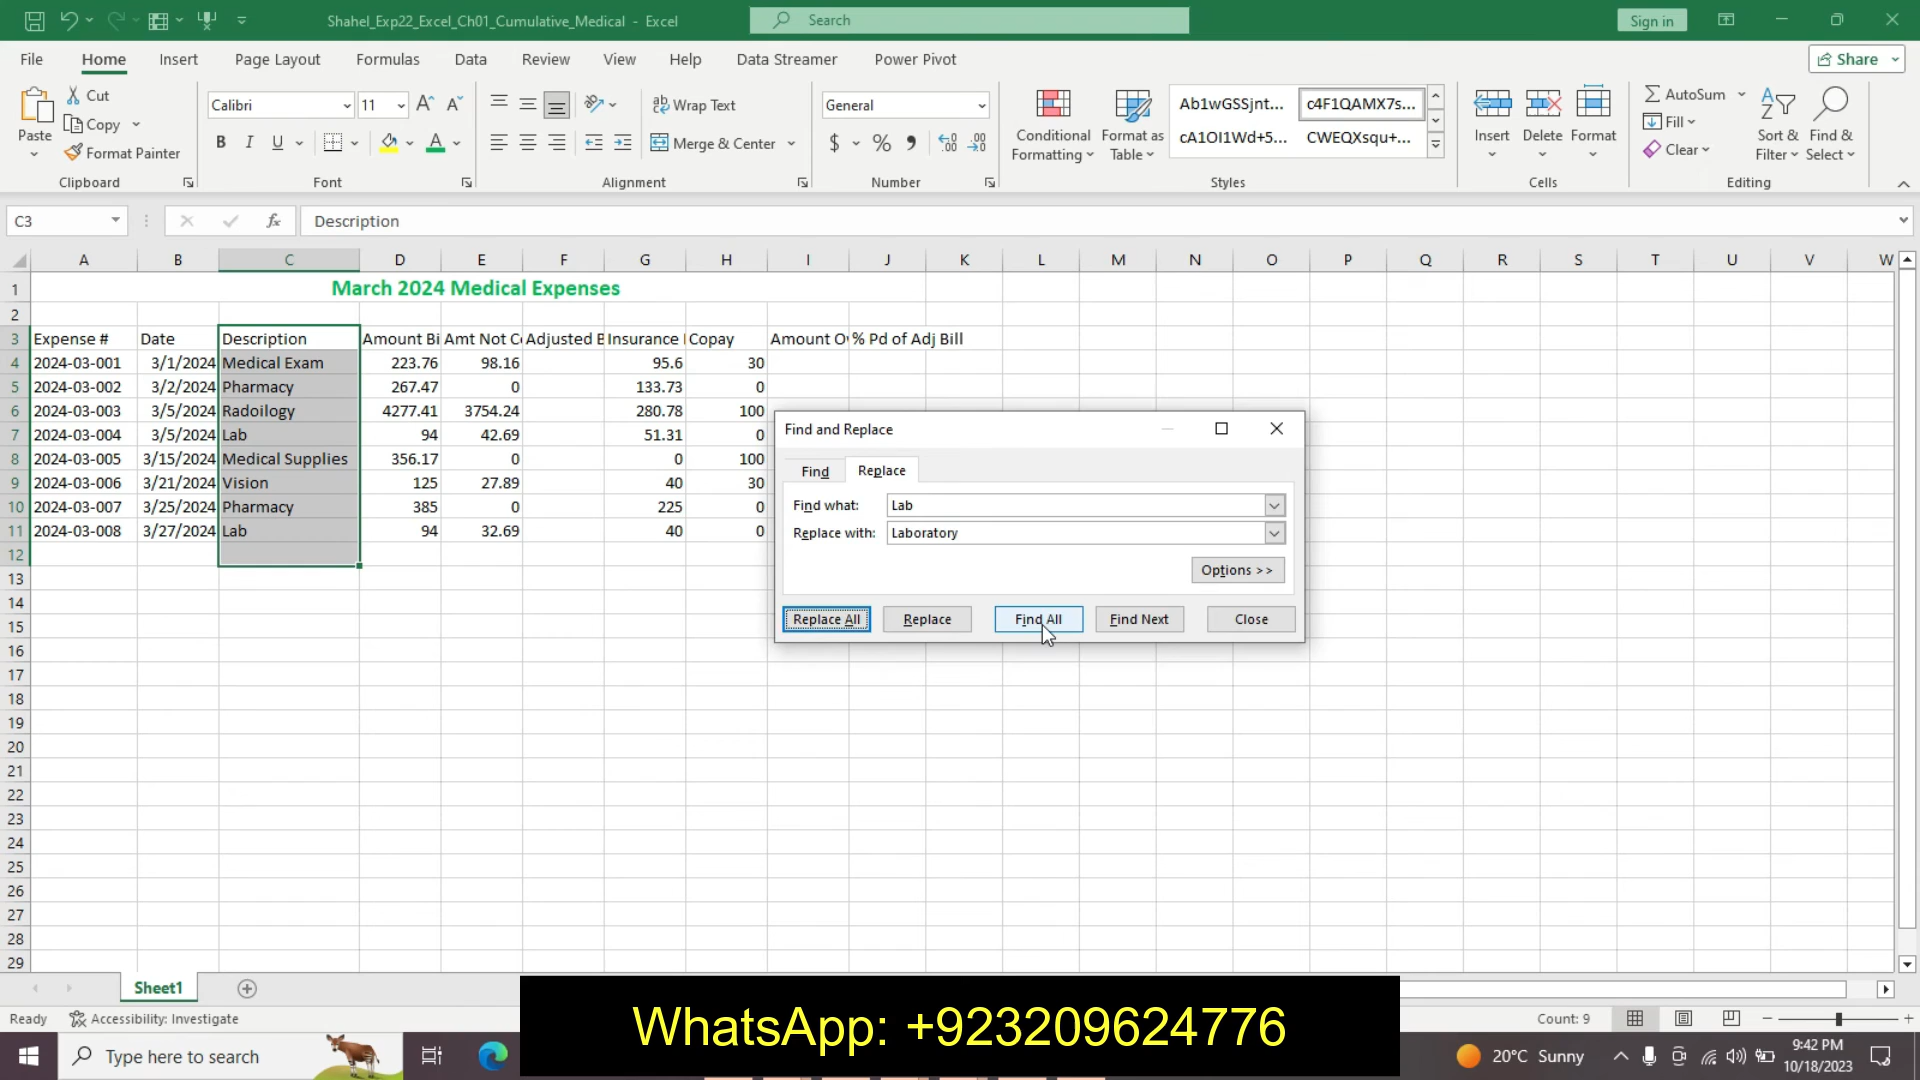 Shahel_Exp22_Excel_Ch01_Cumulative_Medical - Excel
Search
Sign in
File Home Insert Page Layout Formulas Data Review View Help Data Streamer Power Pivot Share
Paste
Cut
Copy
Format Painter
Clipboard
Calibri 11
B I U
Font
Wrap Text
Merge & Center
Alignment
General
$ % ,
Number
Conditional Formatting
Format as Table
Ab1wGSSjnt... c4F1QAMX7s...
cA1OI1Wd+5... CWEQXsqu+...
Styles
Insert Delete Format
Cells
AutoSum
Fill
Clear
Sort & Filter
Find & Select
Editing
C3 fx Description
A B C D E F G H I J K L M N O P Q R S T U V W
1 March 2024 Medical Expenses
2
3 Expense # Date Description Amount Bi Amt Not C Adjusted B Insurance Copay Amount O % Pd of Adj Bill
4 2024-03-001 3/1/2024 Medical Exam 223.76 98.16 95.6 30
5 2024-03-002 3/2/2024 Pharmacy 267.47 0 133.73 0
6 2024-03-003 3/5/2024 Radoilogy 4277.41 3754.24 280.78 100
7 2024-03-004 3/5/2024 Lab 94 42.69 51.31 0
8 2024-03-005 3/15/2024 Medical Supplies 356.17 0 0 100
9 2024-03-006 3/21/2024 Vision 125 27.89 40 30
10 2024-03-007 3/25/2024 Pharmacy 385 0 225 0
11 2024-03-008 3/27/2024 Lab 94 32.69 40 0
12
13
14
15
16
17
18
19
20
21
22
23
24
25
26
27
28
29
Find and Replace
Find Replace
Find what: Lab
Replace with: Laboratory
Options >>
Replace All Replace Find All Find Next Close
Sheet1
Ready Accessibility: Investigate Count: 9
WhatsApp: +923209624776
Type here to search
20°C Sunny
9:42 PM
10/18/2023